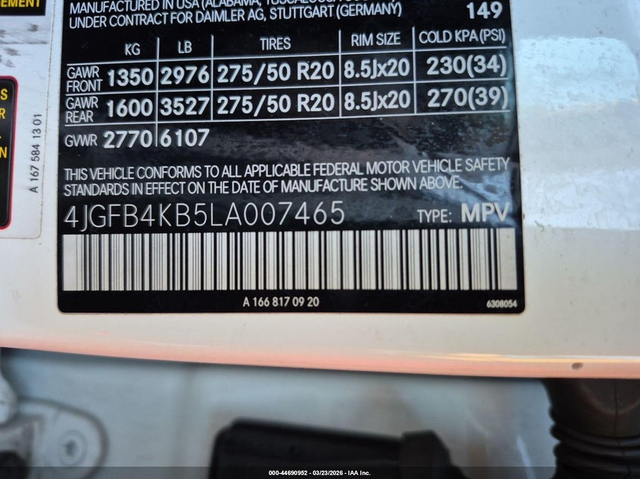 EMENT
MANUFACTURED IN USA (ALABAMA,
UNDER CONTRACT FOR DAIMLER AG, STUTTGART (GERMANY) 149
KG LB TIRES RIM SIZE COLD KPA(PSI)
GAWR FRONT 1350 2976 275/50 R20 8.5Jx20 230(34)
GAWR REAR 1600 3527 275/50 R20 8.5Jx20 270(39)
GVWR 2770 6107
THIS VEHICLE CONFORMS TO ALL APPLICABLE FEDERAL MOTOR VEHICLE SAFETY
STANDARDS IN EFFECT ON THE DATE OF MANUFACTURE SHOWN ABOVE.
4JGFB4KB5LA007465 TYPE: MPV
A 166 817 09 20 6308054
A 167 584 13 01
000-44690952 | 03/23/2026 | IAA Inc.